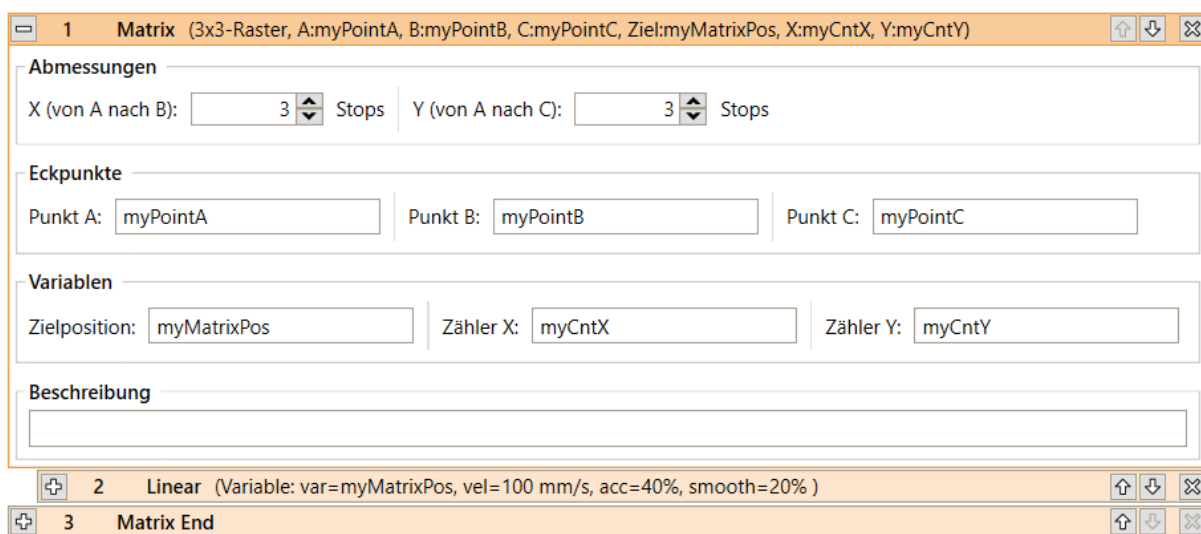 1 Matrix (3x3-Raster, A:myPointA, B:myPointB, C:myPointC, Ziel:myMatrixPos, X:myCntX, Y:myCntY)
Abmessungen
X (von A nach B): 3 Stops Y (von A nach C): 3 Stops
Eckpunkte
Punkt A: myPointA Punkt B: myPointB Punkt C: myPointC
Variablen
Zielposition: myMatrixPos Zähler X: myCntX Zähler Y: myCntY
Beschreibung
2 Linear (Variable: var=myMatrixPos, vel=100 mm/s, acc=40%, smooth=20% )
3 Matrix End